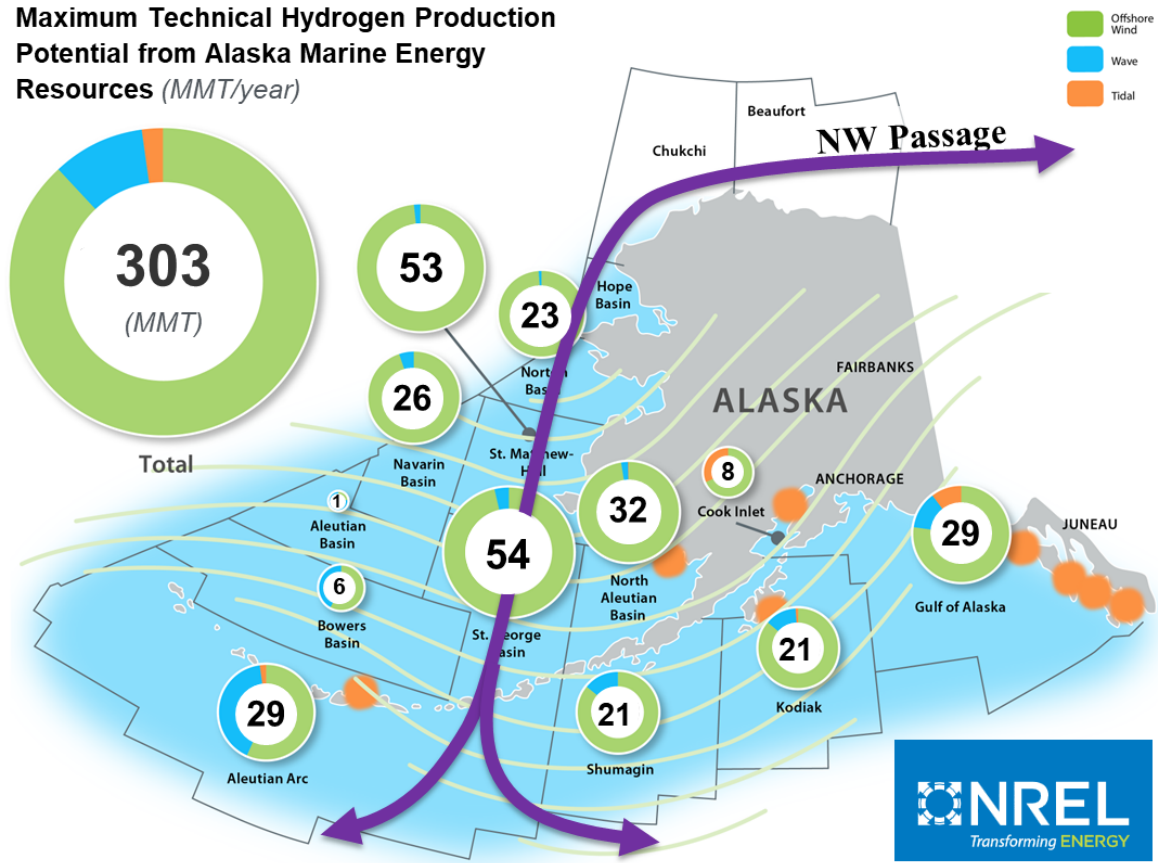 Maximum Technical Hydrogen Production
Potential from Alaska Marine Energy
Resources (MMT/year)
Offshore
Wind
Wave
Tidal
Beaufort
Chukchi
NW Passage
303
(MMT)
Total
53
23
Hope
Basin
Norton
Basin
26
Navarin
Basin
FAIRBANKS
ALASKA
St. Matthew-
Hall
1
Aleutian
Basin
54
St. George
Basin
32
North
Aleutian
Basin
8
Cook Inlet
ANCHORAGE
29
Gulf of Alaska
JUNEAU
6
Bowers
Basin
29
Aleutian Arc
21
Shumagin
21
Kodiak
NREL
Transforming ENERGY